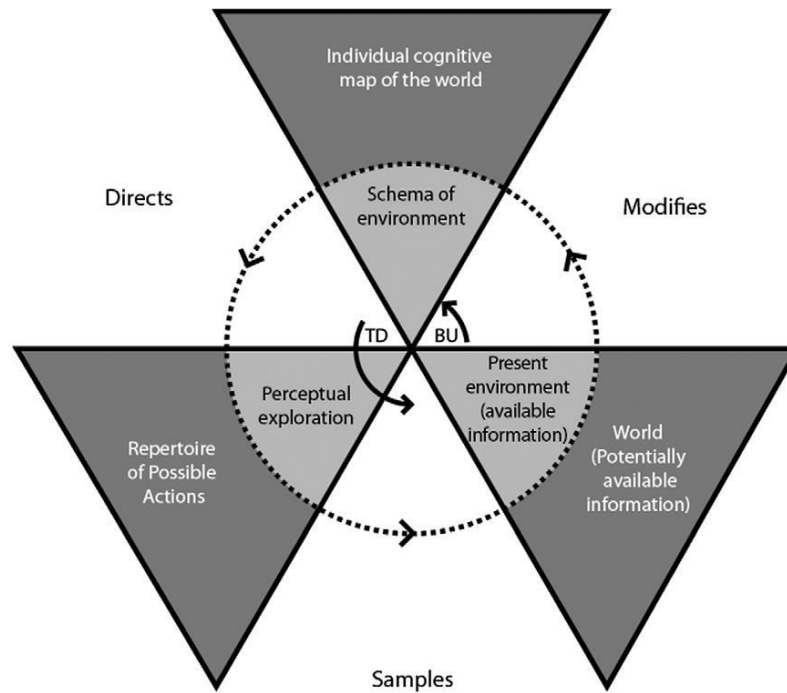 Individual cognitive
map of the world
Directs
Schema of
environment
Modifies
TD
BU
Perceptual
exploration
Present
environment
(available
information)
Repertoire
of Possible
Actions
World
(Potentially
available
information)
Samples